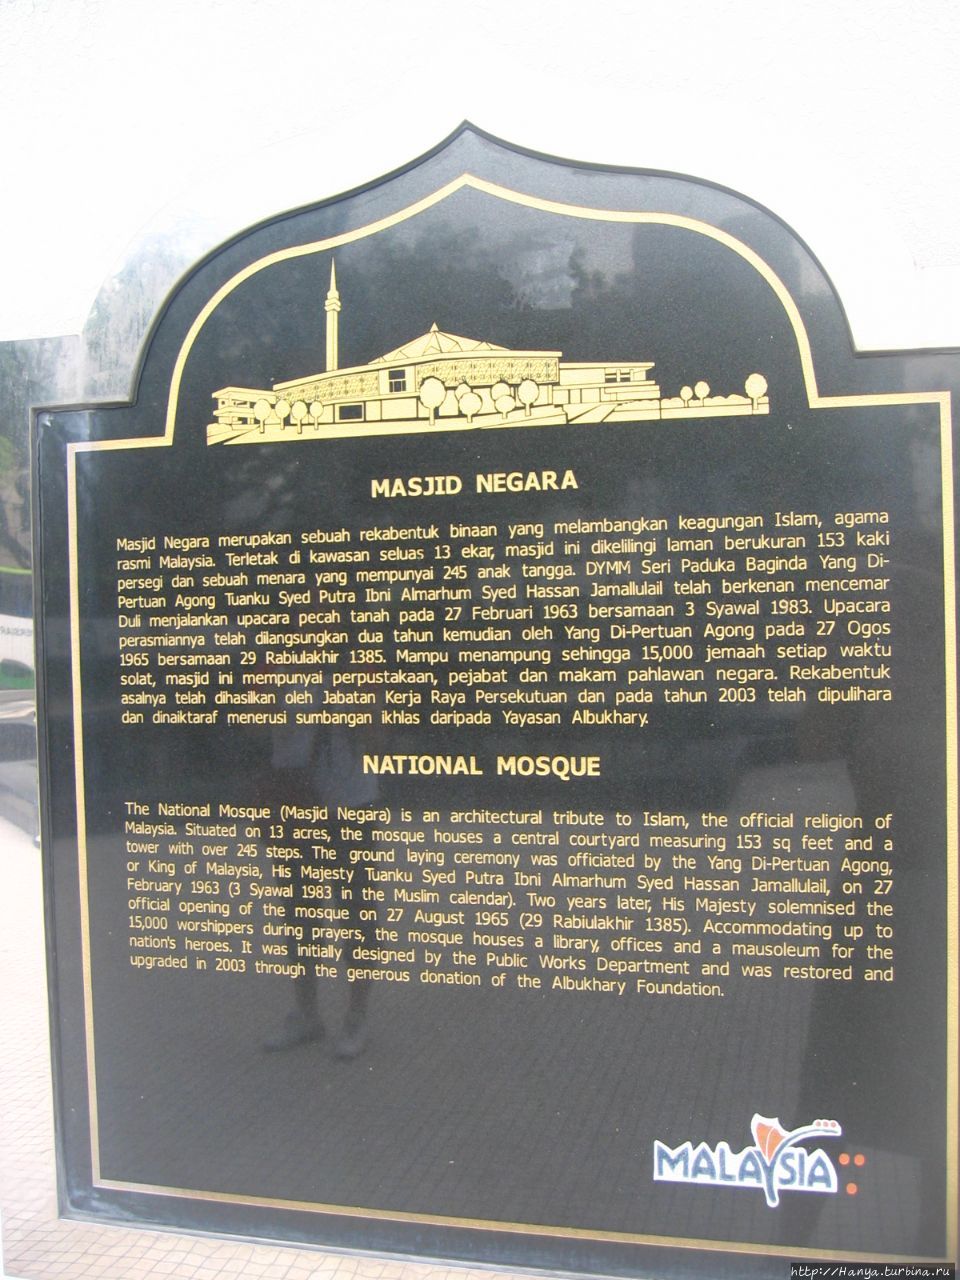 MASJID NEGARA
Masjid Negara merupakan sebuah rekabentuk binaan yang melambangkan keagungan Islam, agama
rasmi Malaysia. Terletak di kawasan seluas 13 ekar, masjid ini dikelilingi laman berukuran 153 kaki
persegi dan sebuah menara yang mempunyai 245 anak tangga. DYMM Seri Paduka Baginda Yang Di-
Pertuan Agong Tuanku Syed Putra Ibni Almarhum Syed Hassan Jamallulail telah berkenan mencemar
Duli menjalankan upacara pecah tanah pada 27 Februari 1963 bersamaan 3 Syawal 1983. Upacara
perasmiannya telah dilangsungkan dua tahun kemudian oleh Yang Di-Pertuan Agong pada 27 Ogos
1965 bersamaan 29 Rabiulakhir 1385. Mampu menampung sehingga 15,000 jemaah setiap waktu
solat, masjid ini mempunyai perpustakaan, pejabat dan makam pahlawan negara. Rekabentuk
asalnya telah dihasilkan oleh Jabatan Kerja Raya Persekutuan dan pada tahun 2003 telah dipulihara
dan dinaiktaraf menerusi sumbangan ikhlas daripada Yayasan Albukhary.
NATIONAL MOSQUE
The National Mosque (Masjid Negara) is an architectural tribute to Islam, the official religion of
Malaysia. Situated on 13 acres, the mosque houses a central courtyard measuring 153 sq feet and a
tower with over 245 steps. The ground laying ceremony was officiated by the Yang Di-Pertuan Agong,
or King of Malaysia, His Majesty Tuanku Syed Putra Ibni Almarhum Syed Hassan Jamallulail, on 27
February 1963 (3 Syawal 1983 in the Muslim calendar). Two years later, His Majesty solemnised the
official opening of the mosque on 27 August 1965 (29 Rabiulakhir 1385). Accommodating up to
15,000 worshippers during prayers, the mosque houses a library, offices and a mausoleum for the
nation's heroes. It was initially designed by the Public Works Department and was restored and
upgraded in 2003 through the generous donation of the Albukhary Foundation.
MALAYSIA
http://Hanya.turbina.ru